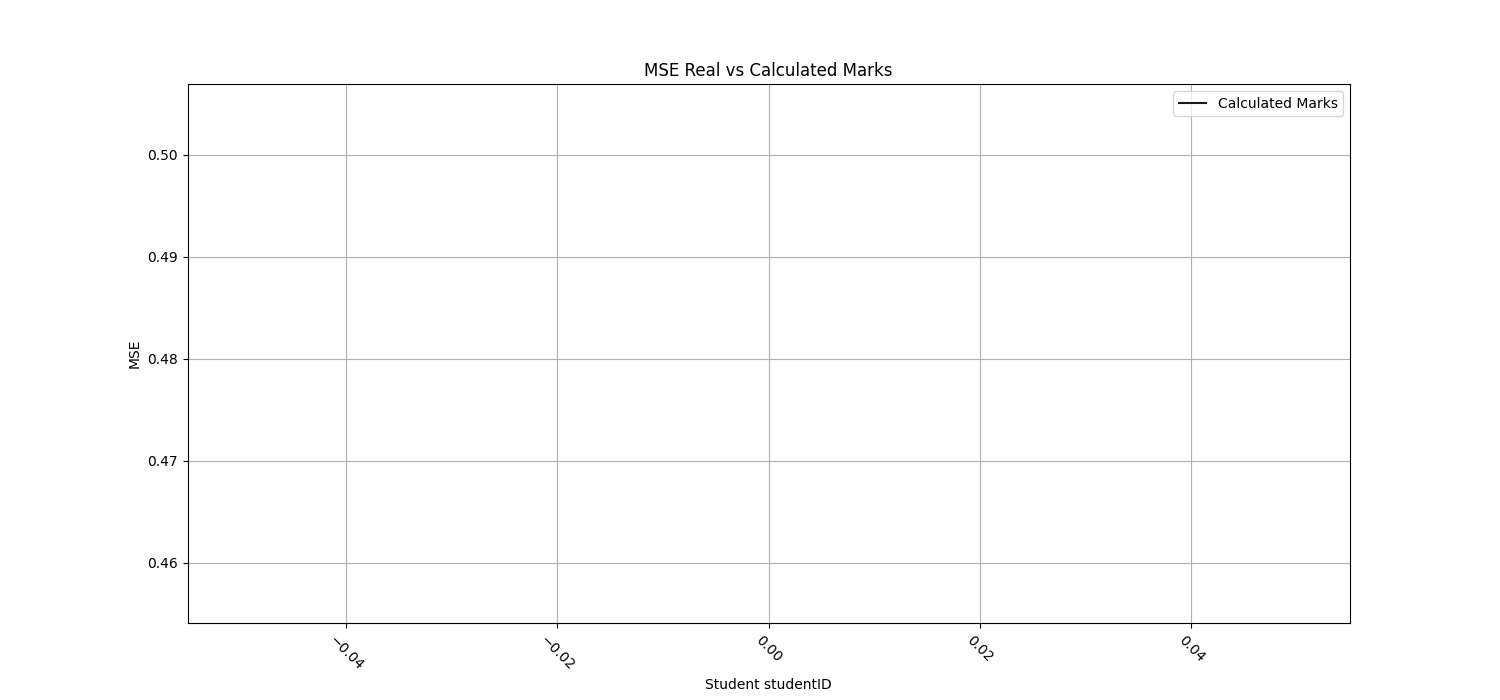 MSE Real vs Calculated Marks
Calculated Marks
0.50
0.49
0.48
0.47
0.46
MSE
−0.04
−0.02
0.00
0.02
0.04
Student studentID